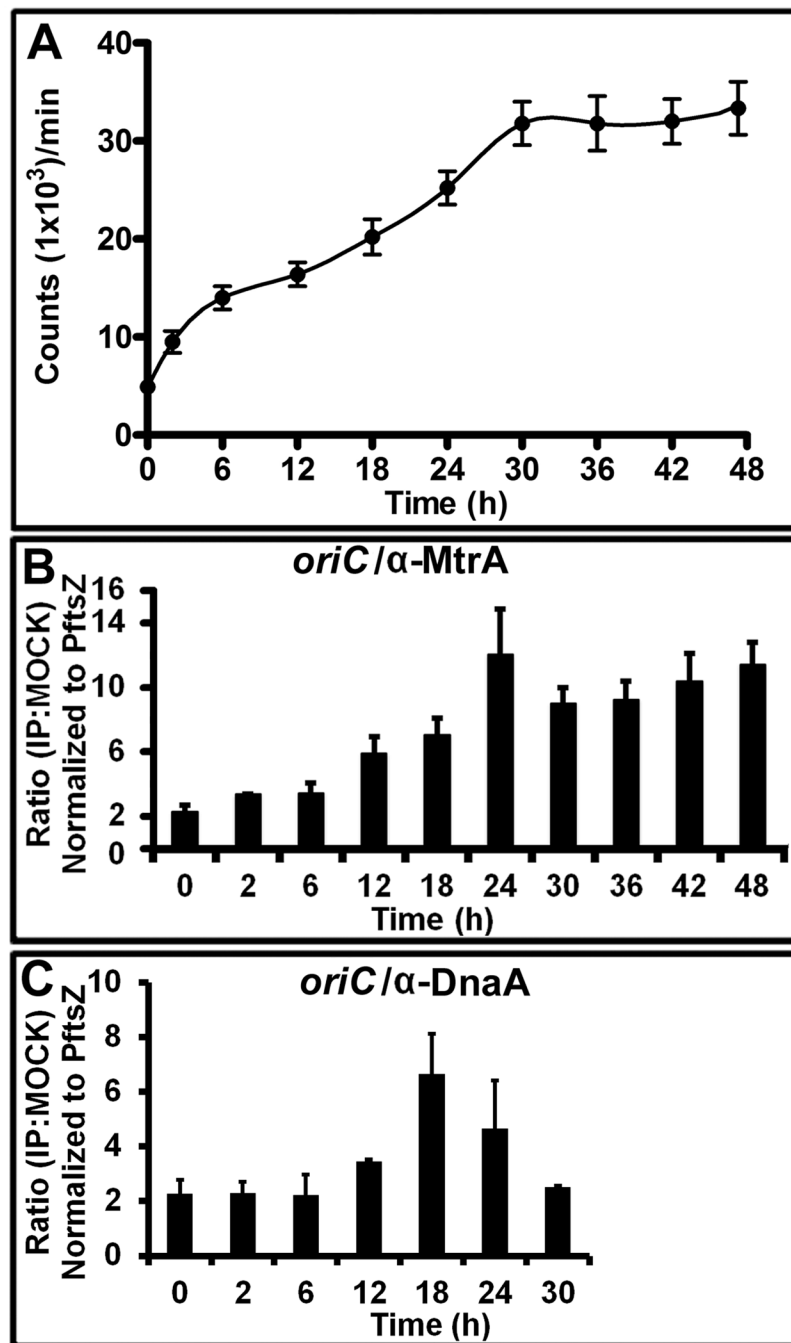 A
Counts (1x10³)/min
40
30
20
10
0
0 6 12 18 24 30 36 42 48
Time (h)
B
oriC/α-MtrA
Ratio (IP:MOCK)
Normalized to PftsZ
16
14
10
6
2
0
0 2 6 12 18 24 30 36 42 48
Time (h)
C
oriC/α-DnaA
Ratio (IP:MOCK)
Normalized to PftsZ
10
8
6
4
2
0
0 2 6 12 18 24 30
Time (h)